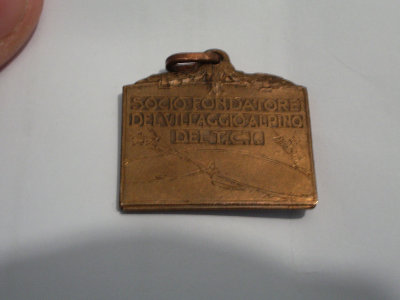 SOCIO FONDATORE
DEL VILLAGGIO ALPINO
DEL T.C.I.